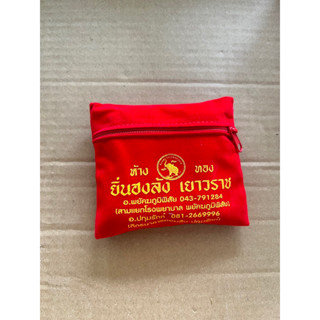 ห้าง ทอง
ยิ่นฮงล้ง เยาวราช
อ.พยัคฆภูมิพิสัย 043-791284
(สามแยกโรงพยาบาล พยัคฆภูมิพิสัย)
อ.ปทุมรัตต์ 081-2669996